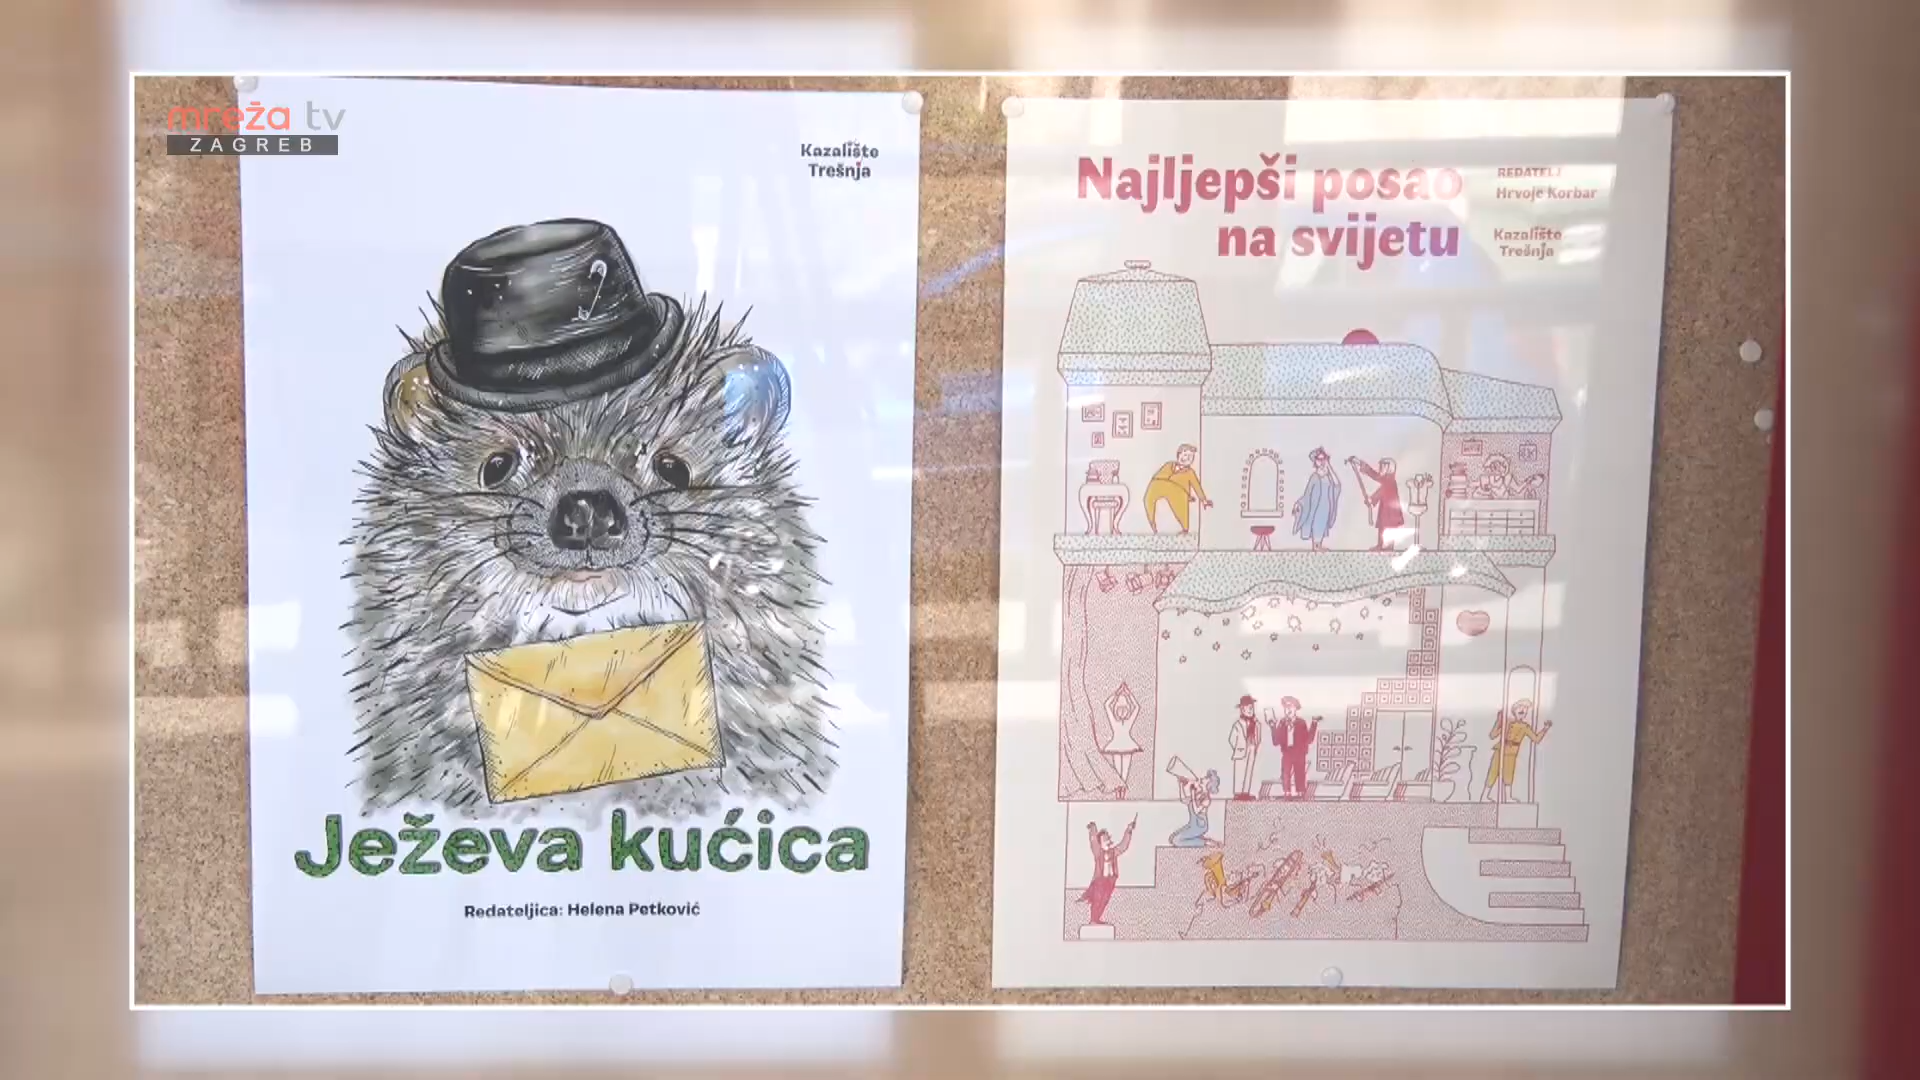 mreža tv
ZAGREB
Kazalište
Trešnja
Ježeva kućica
Redateljica: Helena Petković
Najljepši posao
na svijetu
REDATELJ
Hrvoje Korbar
Kazalište
Trešnja